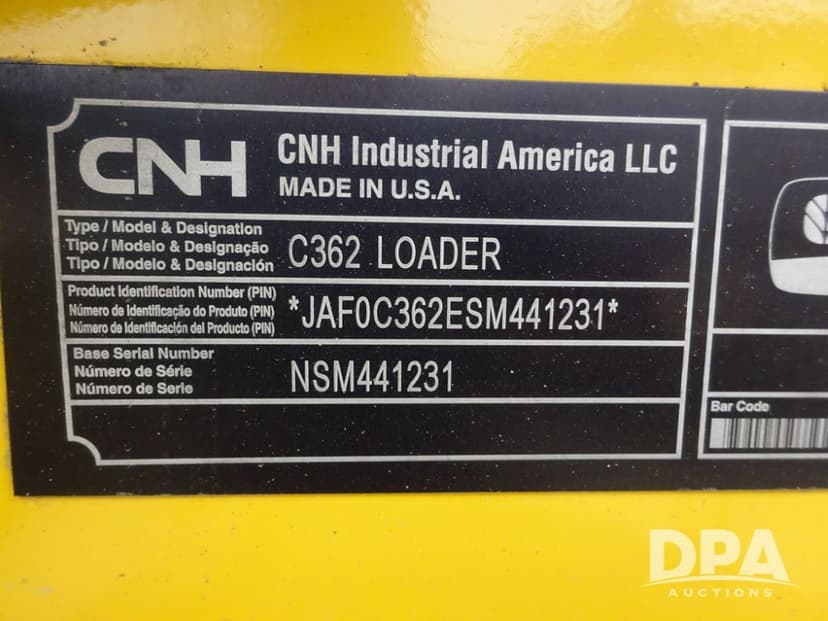 CNH
CNH Industrial America LLC
MADE IN U.S.A.
Type / Model & Designation
Tipo / Modelo & Designação
Tipo / Modelo & Designación
C362 LOADER
Product Identification Number (PIN)
Número de Identificação do Produto (PIN)
Número de Identificación del Producto (PIN)
*JAF0C362ESM441231*
Base Serial Number
Número de Série
Número de Serie
NSM441231
Bar Code
DPA
AUCTIONS